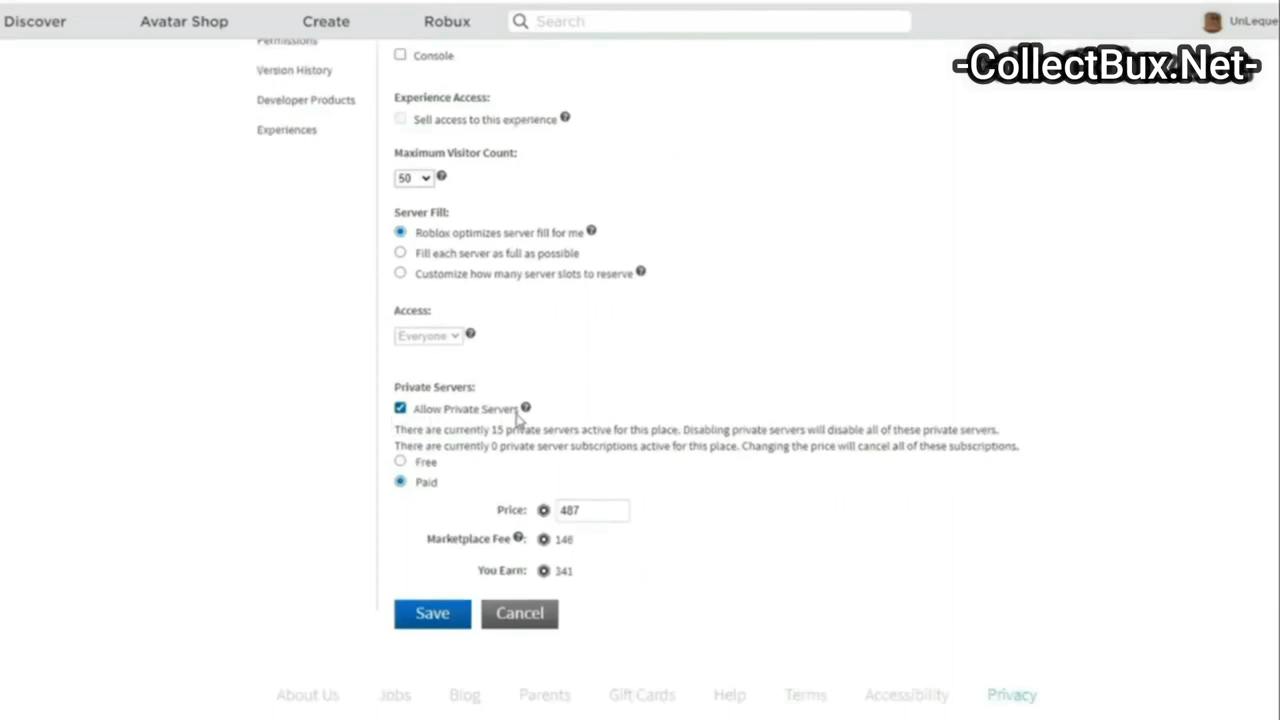 Discover Avatar Shop Create Robux Search UnLeque
-CollectBux.Net-
Permissions
Console
Version History
Experience Access:
Developer Products
Sell access to this experience
Experiences
Maximum Visitor Count:
50
Server Fill:
Roblox optimizes server fill for me
Fill each server as full as possible
Customize how many server slots to reserve
Access:
Everyone
Private Servers:
Allow Private Servers
There are currently 15 private servers active for this place. Disabling private servers will disable all of these private servers.
There are currently 0 private server subscriptions active for this place. Changing the price will cancel all of these subscriptions.
Free
Paid
Price: 487
Marketplace Fee : 146
You Earn: 341
Save Cancel
About Us Jobs Blog Parents Gift Cards Help Terms Accessibility Privacy